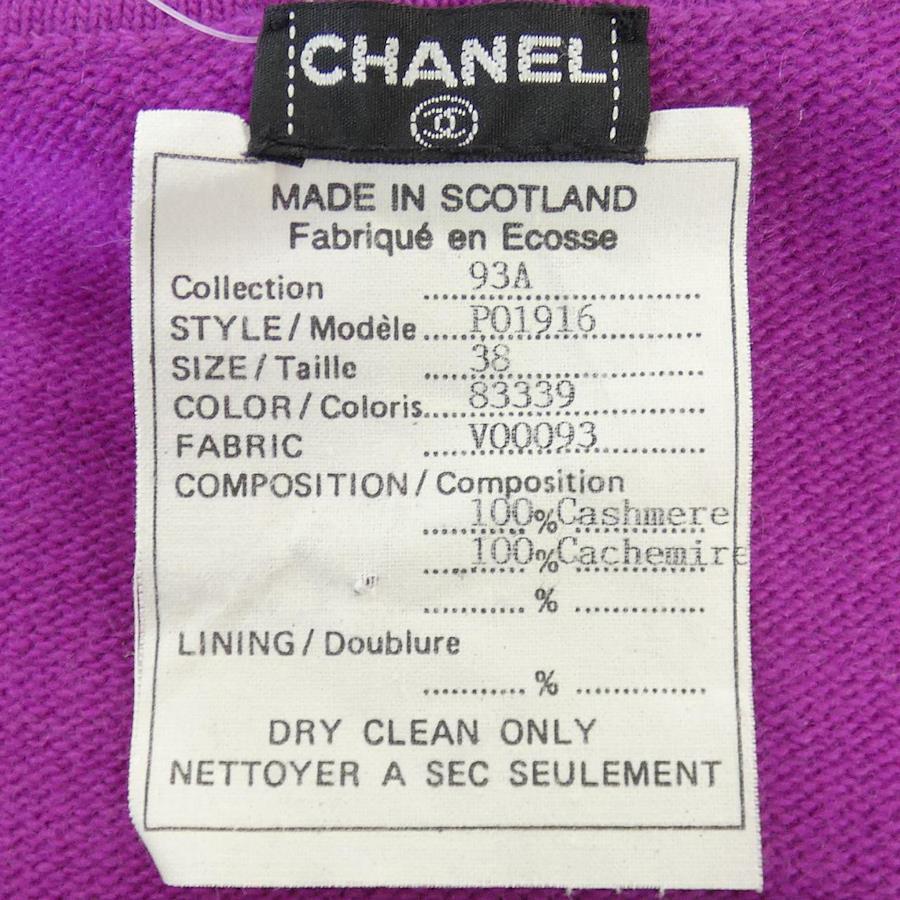 CHANEL
MADE IN SCOTLAND
Fabriqué en Ecosse
Collection ..... 93A
STYLE / Modèle ..... P01916
SIZE / Taille ..... 38
COLOR / Coloris ..... 83339
FABRIC ..... V00093
COMPOSITION / Composition
100% Cashmere
100% Cachemire
.......... % ..........
LINING / Doublure
.......... % ..........
DRY CLEAN ONLY
NETTOYER A SEC SEULEMENT